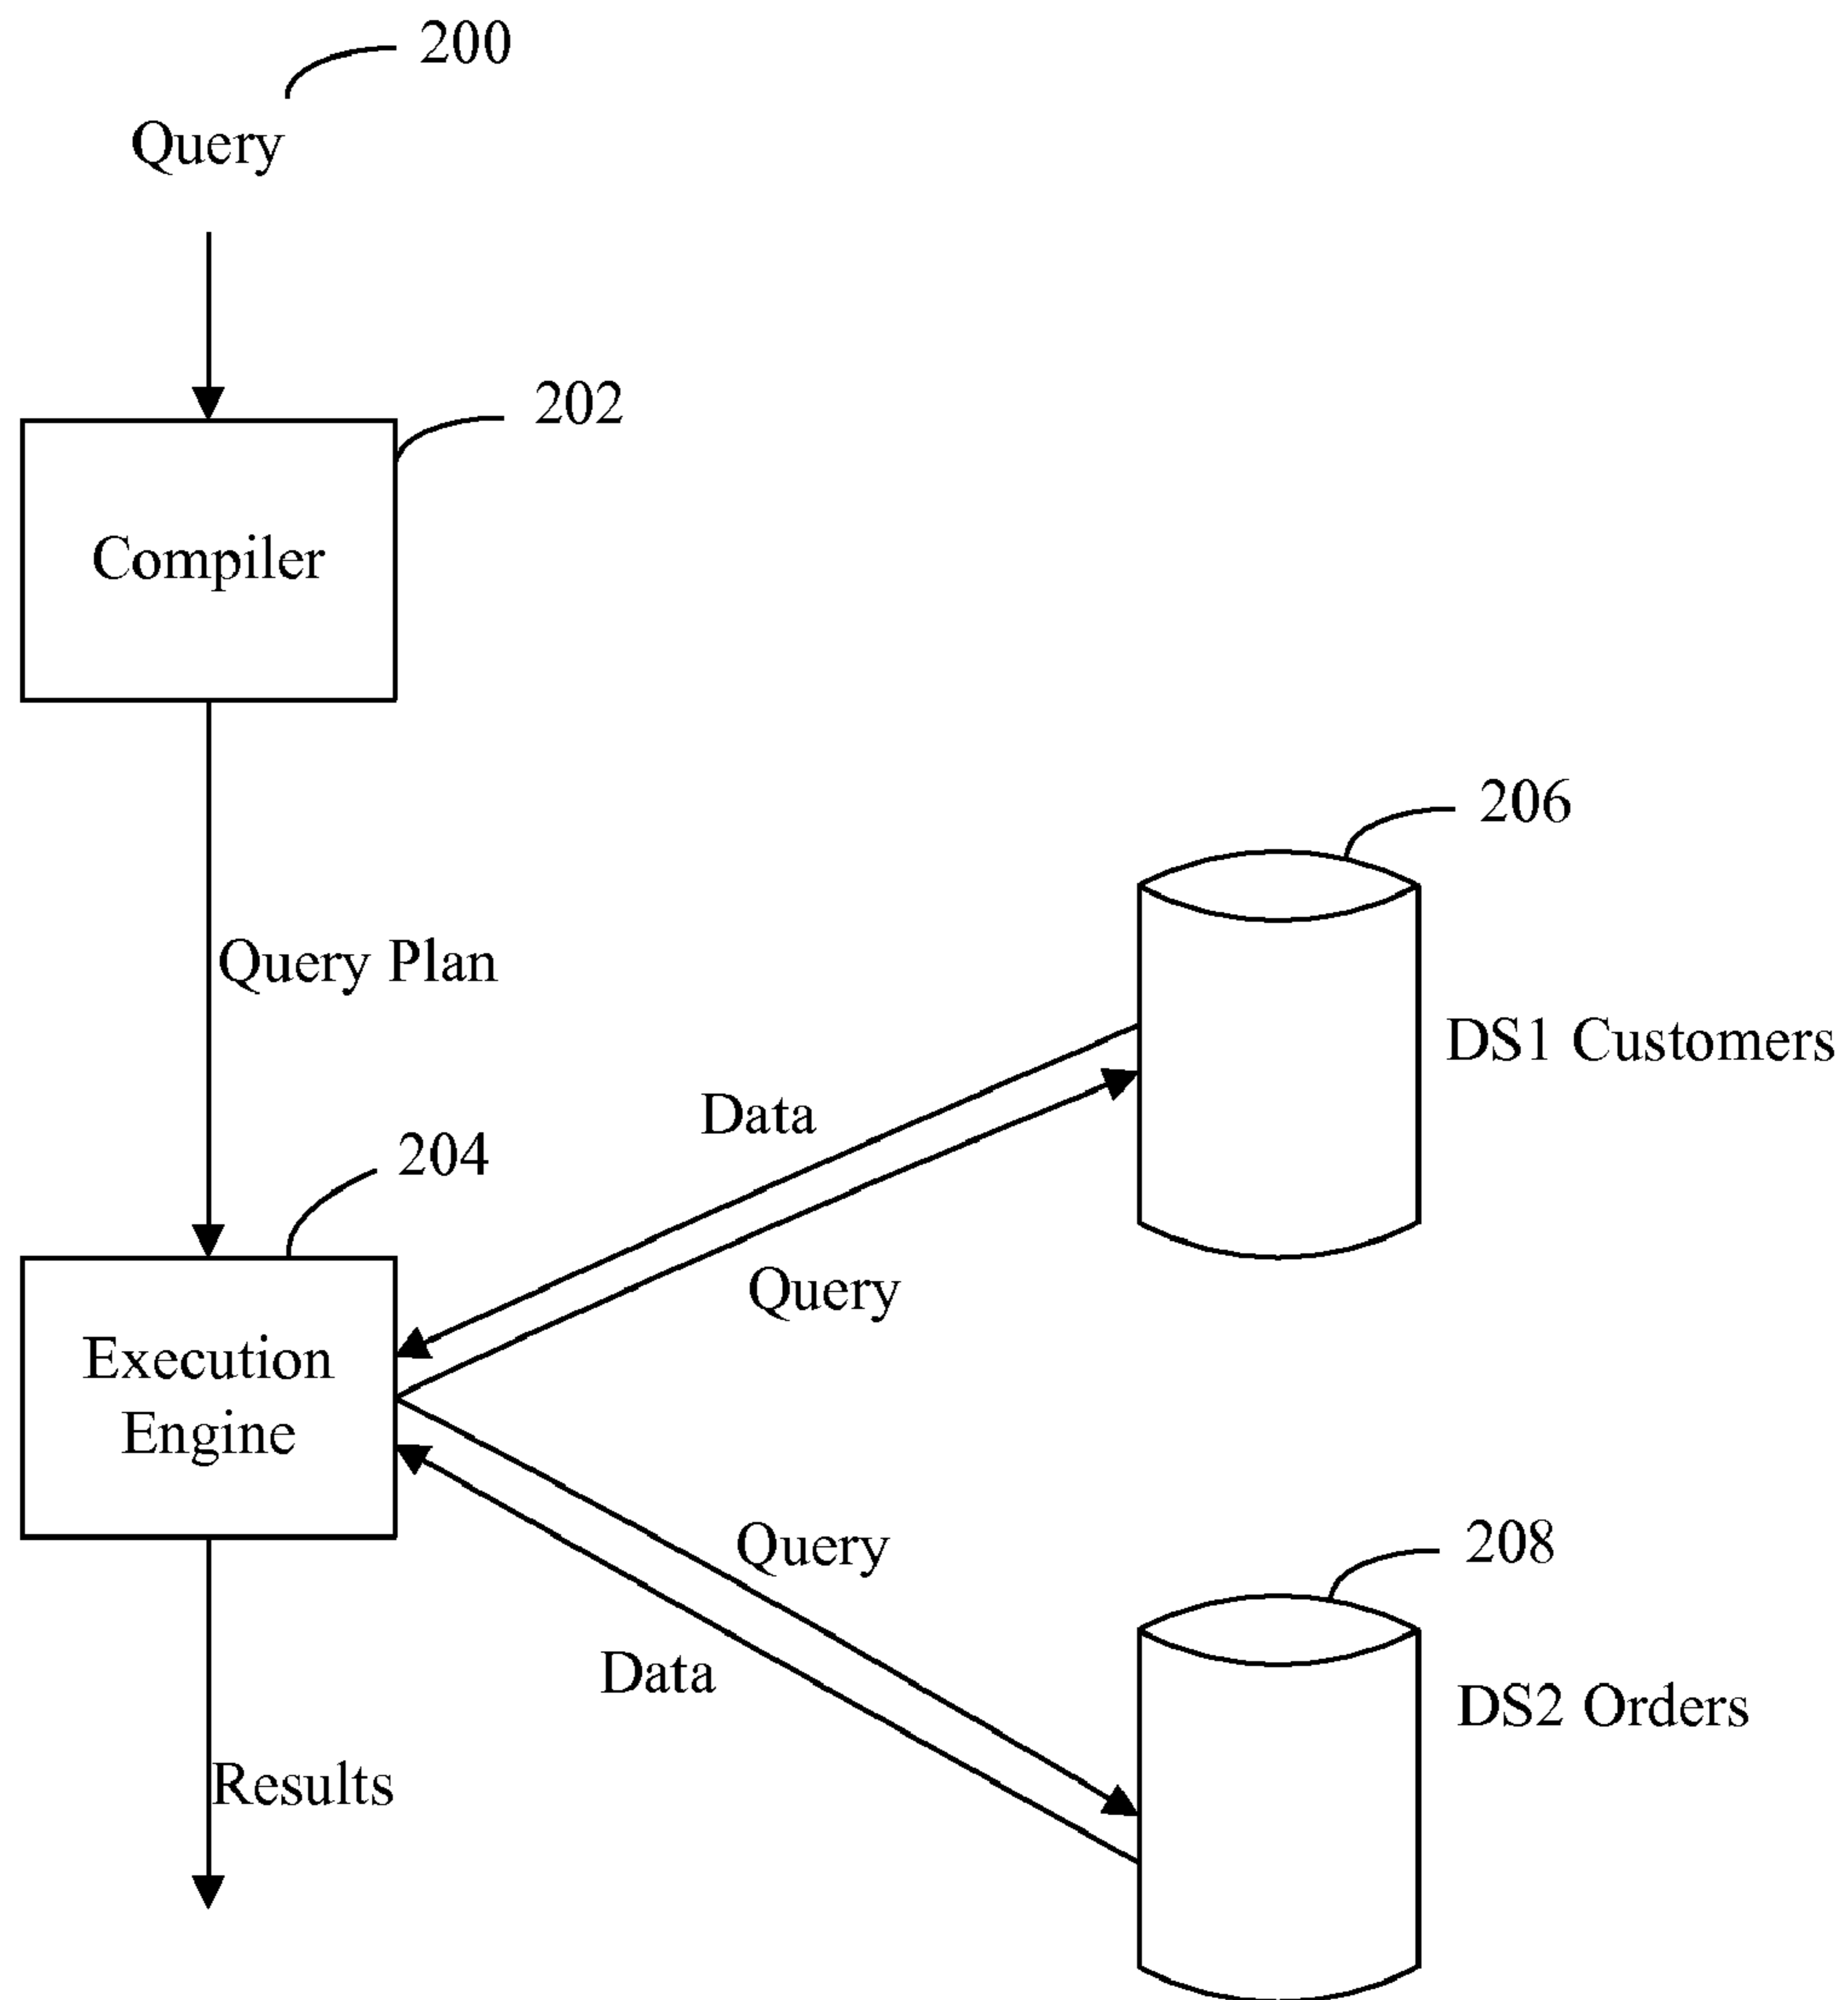 200
Query
202
Compiler
206
Query Plan
DS1 Customers
Data
204
Query
Execution
Engine
Query
208
Data
DS2 Orders
Results